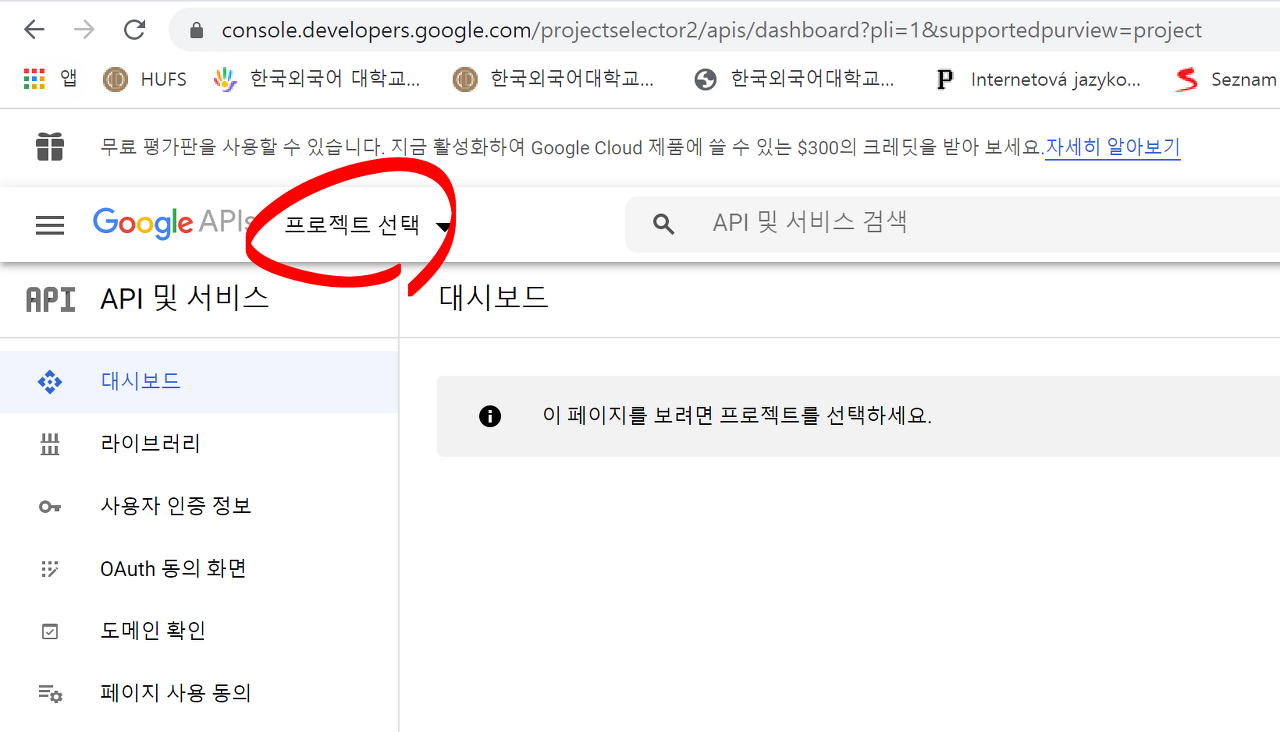 console.developers.google.com/projectselector2/apis/dashboard?pli=1&supportedpurview=project
앱 HUFS 한국외국어 대학교... 한국외국어대학교... 한국외국어대학교... Internetová jazyko... Seznam
무료 평가판을 사용할 수 있습니다. 지금 활성화하여 Google Cloud 제품에 쓸 수 있는 $300의 크레딧을 받아 보세요.자세히 알아보기
Google APIs 프로젝트 선택 API 및 서비스 검색
API API 및 서비스 대시보드
대시보드
이 페이지를 보려면 프로젝트를 선택하세요.
라이브러리
사용자 인증 정보
OAuth 동의 화면
도메인 확인
페이지 사용 동의